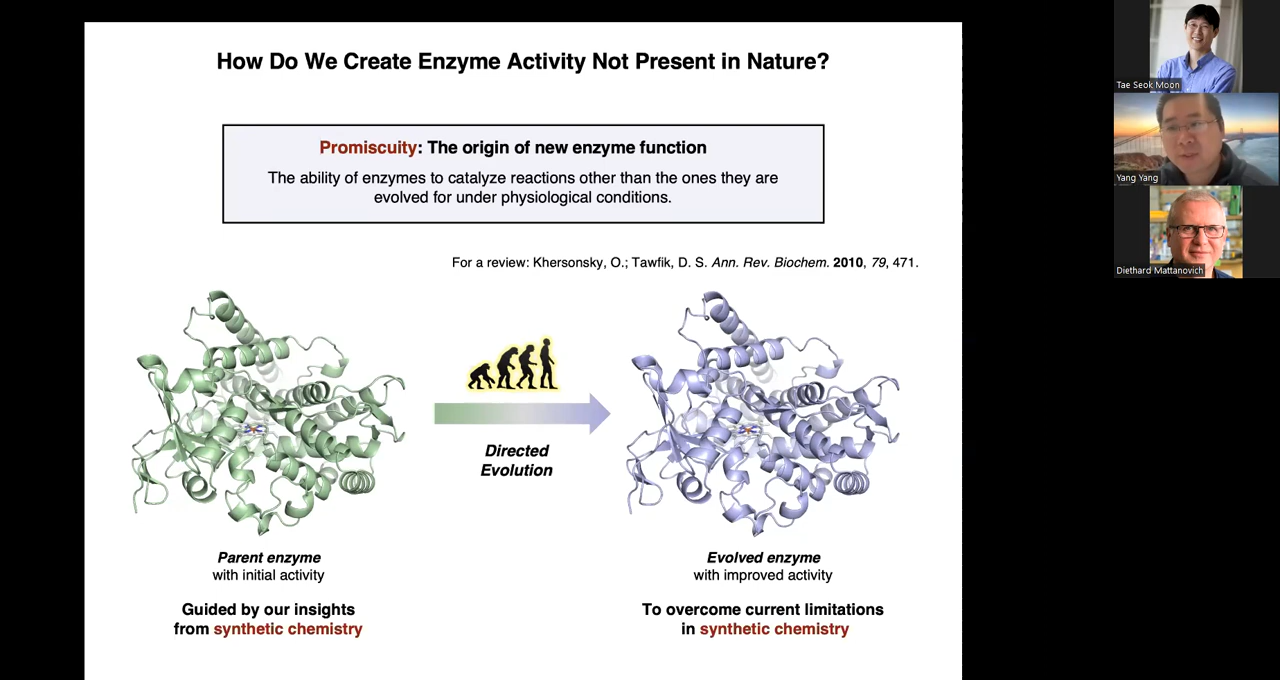 How Do We Create Enzyme Activity Not Present in Nature?
Promiscuity: The origin of new enzyme function
The ability of enzymes to catalyze reactions other than the ones they are
evolved for under physiological conditions.
For a review: Khersonsky, O.; Tawfik, D. S. Ann. Rev. Biochem. 2010, 79, 471.
Directed
Evolution
Parent enzyme
with initial activity
Guided by our insights
from synthetic chemistry
Evolved enzyme
with improved activity
To overcome current limitations
in synthetic chemistry
Tae Seok Moon
Yang Yang
Diethard Mattanovich